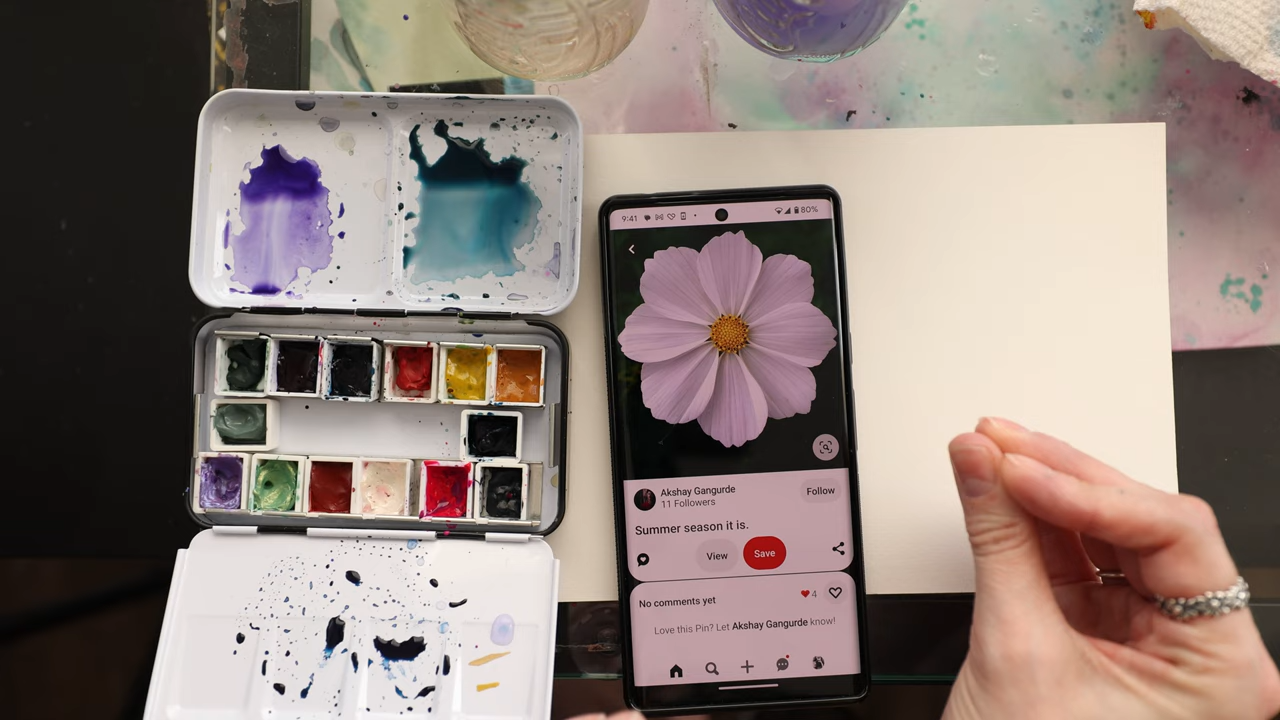 9:41
80%
Akshay Gangurde
11 Followers
Follow
Summer season it is.
View
Save
No comments yet
4
Love this Pin? Let Akshay Gangurde know!